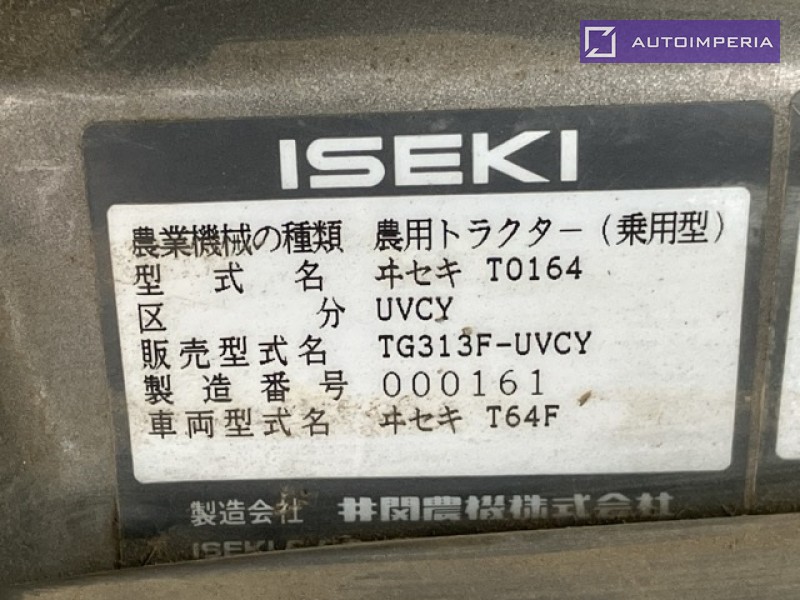 AUTOIMPERIA
ISEKI
農業機械の種類 農用トラクター(乗用型)
型式名 ヰセキ T0164
区分 UVCY
販売型式名 TG313F-UVCY
製造番号 000161
車両型式名 ヰセキ T64F
製造会社 井関農機株式会社
ISEKI